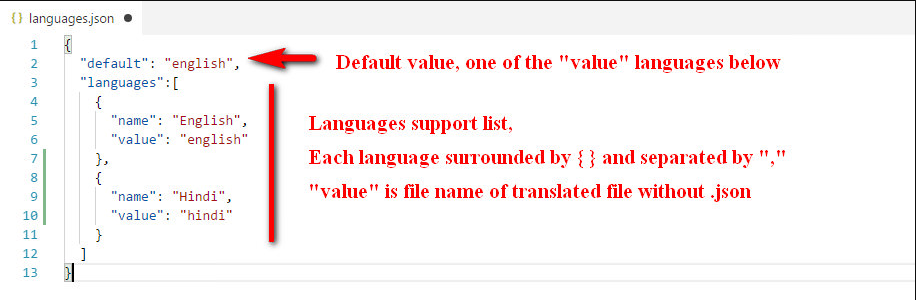 { } languages.json ●
1 {
2 "default": "english", Default value, one of the "value" languages below
3 "languages":[
4 {
5 "name": "English", Languages support list,
6 "value": "english"
7 }, Each language surrounded by { } and separated by ","
8 {
9 "name": "Hindi", "value" is file name of translated file without .json
10 "value": "hindi"
11 }
12 ]
13 }